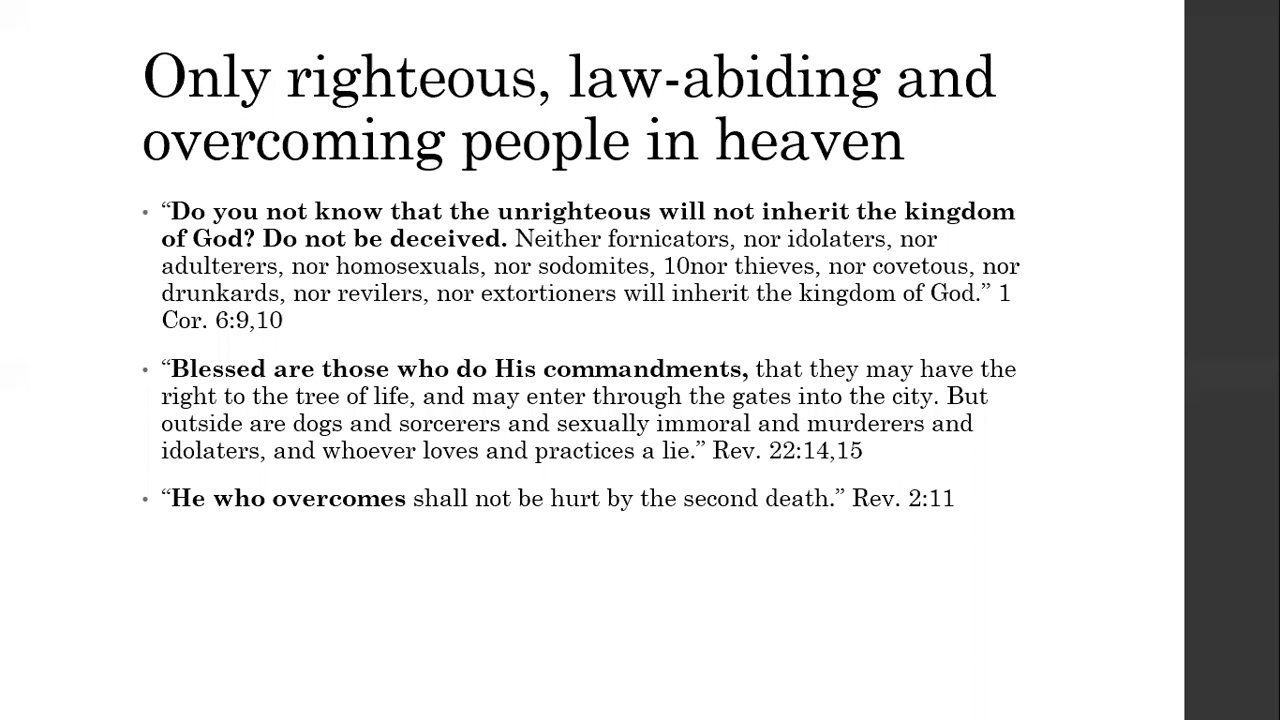 Only righteous, law-abiding and
overcoming people in heaven
• “Do you not know that the unrighteous will not inherit the kingdom
of God? Do not be deceived. Neither fornicators, nor idolaters, nor
adulterers, nor homosexuals, nor sodomites, 10nor thieves, nor covetous, nor
drunkards, nor revilers, nor extortioners will inherit the kingdom of God.” 1
Cor. 6:9,10
• “Blessed are those who do His commandments, that they may have the
right to the tree of life, and may enter through the gates into the city. But
outside are dogs and sorcerers and sexually immoral and murderers and
idolaters, and whoever loves and practices a lie.” Rev. 22:14,15
• “He who overcomes shall not be hurt by the second death.” Rev. 2:11